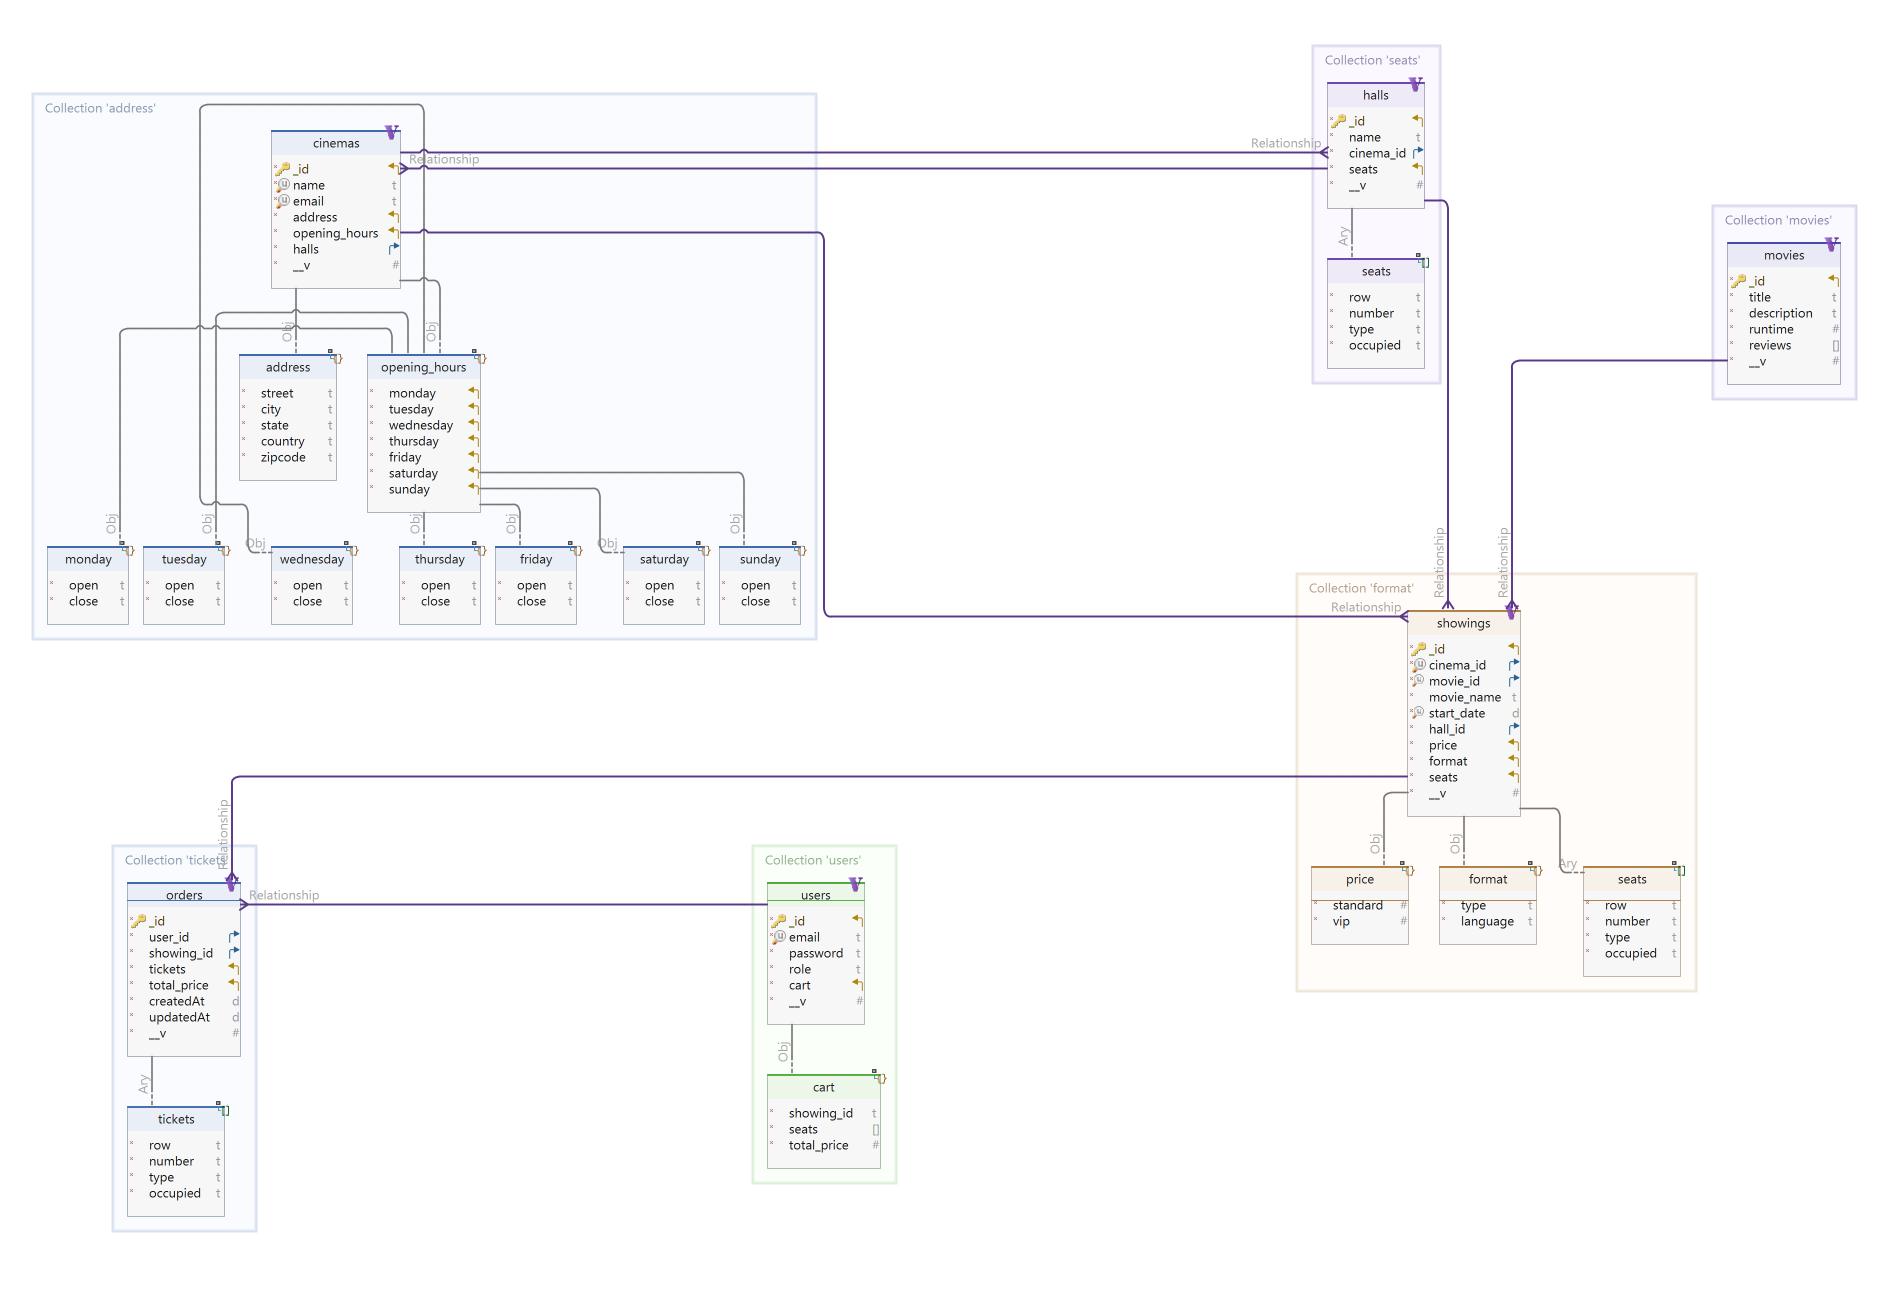 Collection 'seats'
halls
_id
name t
cinema_id
seats
__v #
Relationship
Ary
seats
row t
number t
type t
occupied t
Collection 'address'
cinemas
_id
name t
email t
address
opening_hours
halls
__v #
Relationship
Obj
Obj
address
street t
city t
state t
country t
zipcode t
opening_hours
monday
tuesday
wednesday
thursday
friday
saturday
sunday
Obj
Obj
Obj
Obj
Obj
Obj
Obj
monday
open t
close t
tuesday
open t
close t
wednesday
open t
close t
thursday
open t
close t
friday
open t
close t
saturday
open t
close t
sunday
open t
close t
Collection 'movies'
movies
_id
title t
description t
runtime #
reviews []
__v #
Relationship
Relationship
Collection 'format'
Relationship
showings
_id
cinema_id
movie_id
movie_name t
start_date d
hall_id
price
format
seats
__v #
Obj
Obj
Ary
price
standard #
vip #
format
type t
language t
seats
row t
number t
type t
occupied t
Relationship
Collection 'tickets'
orders
_id
user_id
showing_id
tickets
total_price
createdAt d
updatedAt d
__v #
Relationship
Ary
tickets
row t
number t
type t
occupied t
Collection 'users'
users
_id
email t
password t
role t
cart
__v #
Obj
cart
showing_id t
seats []
total_price #